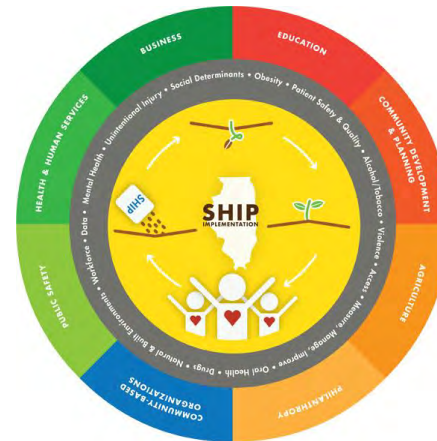 BUSINESS
EDUCATION
COMMUNITY DEVELOPMENT
& PLANNING
AGRICULTURE
PHILANTHROPY
COMMUNITY-BASED
ORGANIZATIONS
PUBLIC SAFETY
HEALTH & HUMAN SERVICES
Social Determinants • Obesity • Patient Safety & Quality • Alcohol/Tobacco • Violence • Access • Measure, Manage, Improve • Oral Health • Drugs • Natural & Built Environments • Workforce • Data • Mental Health • Unintentional Injury •
SHIP
SHIP
IMPLEMENTATION